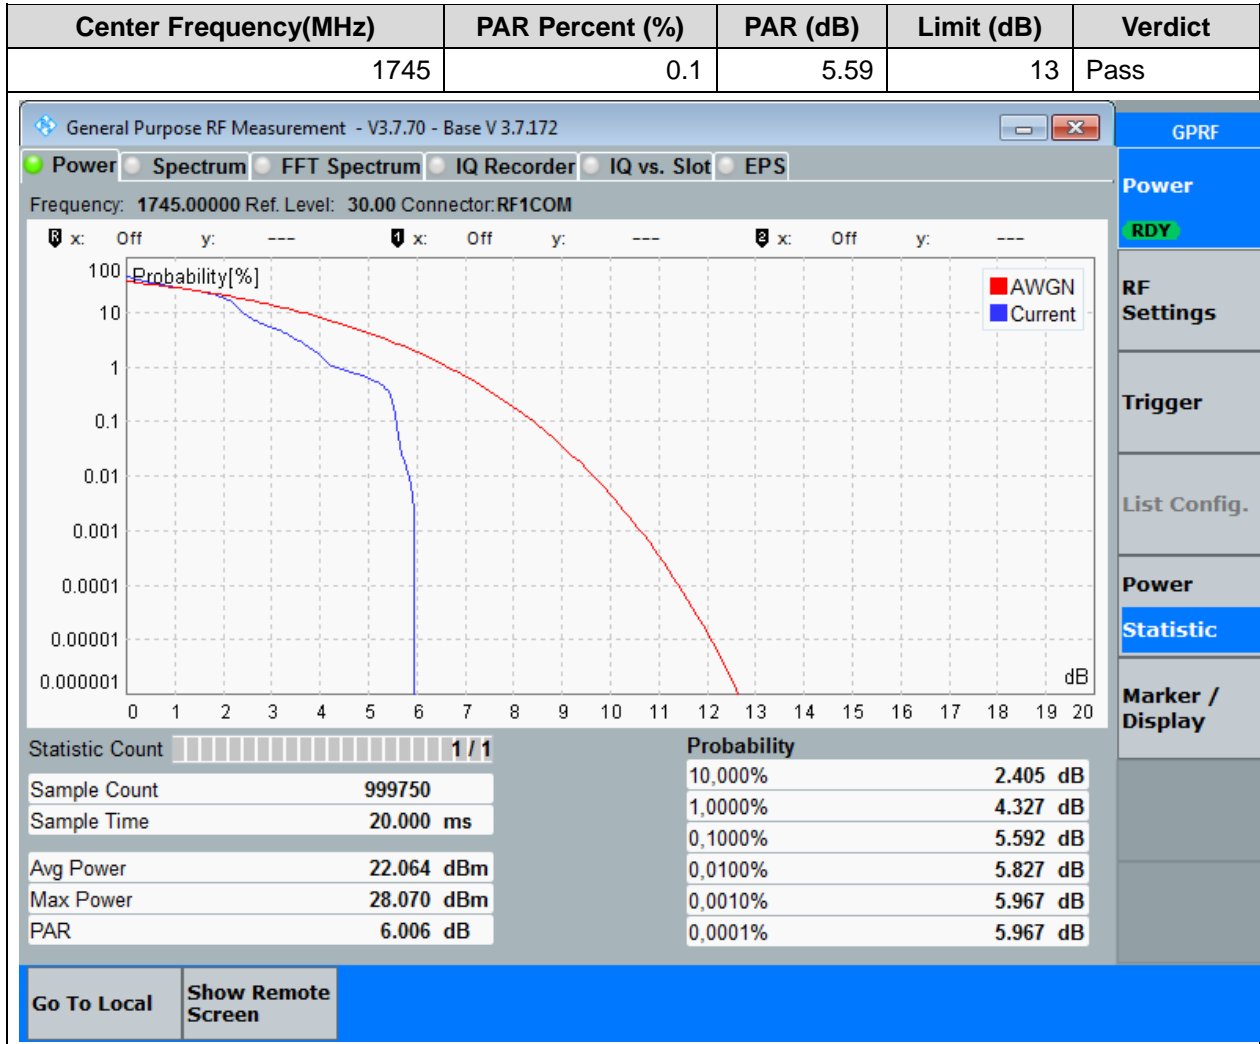 Center Frequency(MHz) PAR Percent (%) PAR (dB) Limit (dB) Verdict
1745 0.1 5.59 13 Pass
General Purpose RF Measurement - V3.7.70 - Base V 3.7.172
GPRF
Power Spectrum FFT Spectrum IQ Recorder IQ vs. Slot EPS
Frequency: 1745.00000 Ref. Level: 30.00 Connector: RF1COM
R x: Off y: --- 1 x: Off y: --- 2 x: Off y: ---
Probability[%]
AWGN
Current
100
10
1
0.1
0.01
0.001
0.0001
0.00001
0.000001
dB
0 1 2 3 4 5 6 7 8 9 10 11 12 13 14 15 16 17 18 19 20
Statistic Count 1 / 1
Sample Count 999750
Sample Time 20.000 ms
Avg Power 22.064 dBm
Max Power 28.070 dBm
PAR 6.006 dB
Probability
10,000% 2.405 dB
1,0000% 4.327 dB
0,1000% 5.592 dB
0,0100% 5.827 dB
0,0010% 5.967 dB
0,0001% 5.967 dB
Power
RDY
RF
Settings
Trigger
List Config.
Power
Statistic
Marker /
Display
Go To Local
Show Remote
Screen